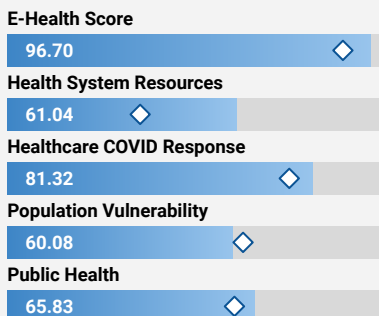 E-Health Score
96.70
Health System Resources
61.04
Healthcare COVID Response
81.32
Population Vulnerability
60.08
Public Health
65.83